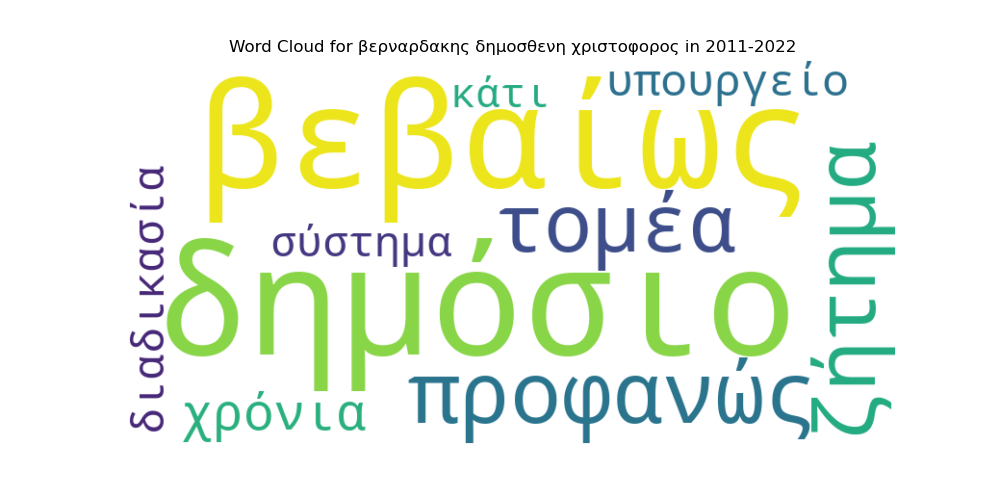 Word Cloud for βερναρδακης δημοσθενη χριστοφορος in 2011-2022
υπουργείο
κάτι
βεβαίως
ζήτημα
διαδικασία
τομέα
σύστημα
δημόσιο
προφανώς
χρόνια